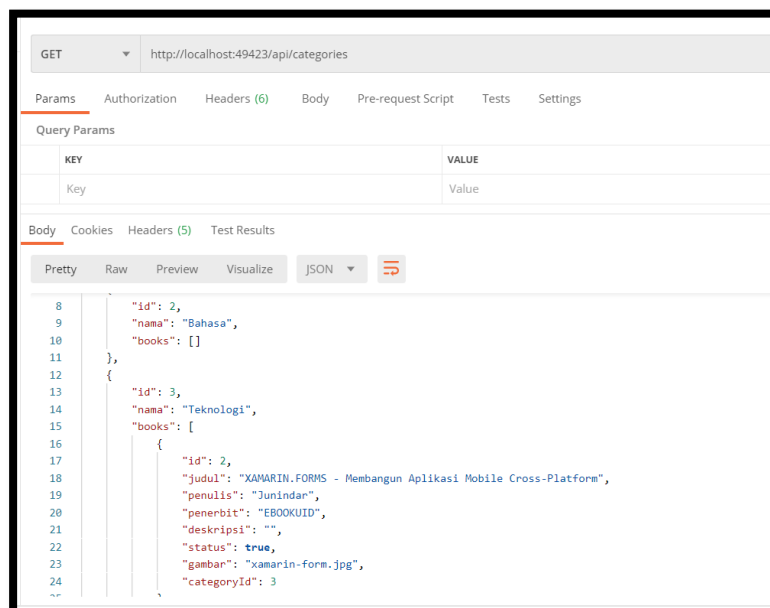 GET http://localhost:49423/api/categories
Params Authorization Headers (6) Body Pre-request Script Tests Settings
Query Params
KEY VALUE
Key Value
Body Cookies Headers (5) Test Results
Pretty Raw Preview Visualize JSON
8 "id": 2,
9 "nama": "Bahasa",
10 "books": []
11 },
12 {
13 "id": 3,
14 "nama": "Teknologi",
15 "books": [
16 {
17 "id": 2,
18 "judul": "XAMARIN.FORMS - Membangun Aplikasi Mobile Cross-Platform",
19 "penulis": "Junindar",
20 "penerbit": "EBOOKUID",
21 "deskripsi": "",
22 "status": true,
23 "gambar": "xamarin-form.jpg",
24 "categoryId": 3